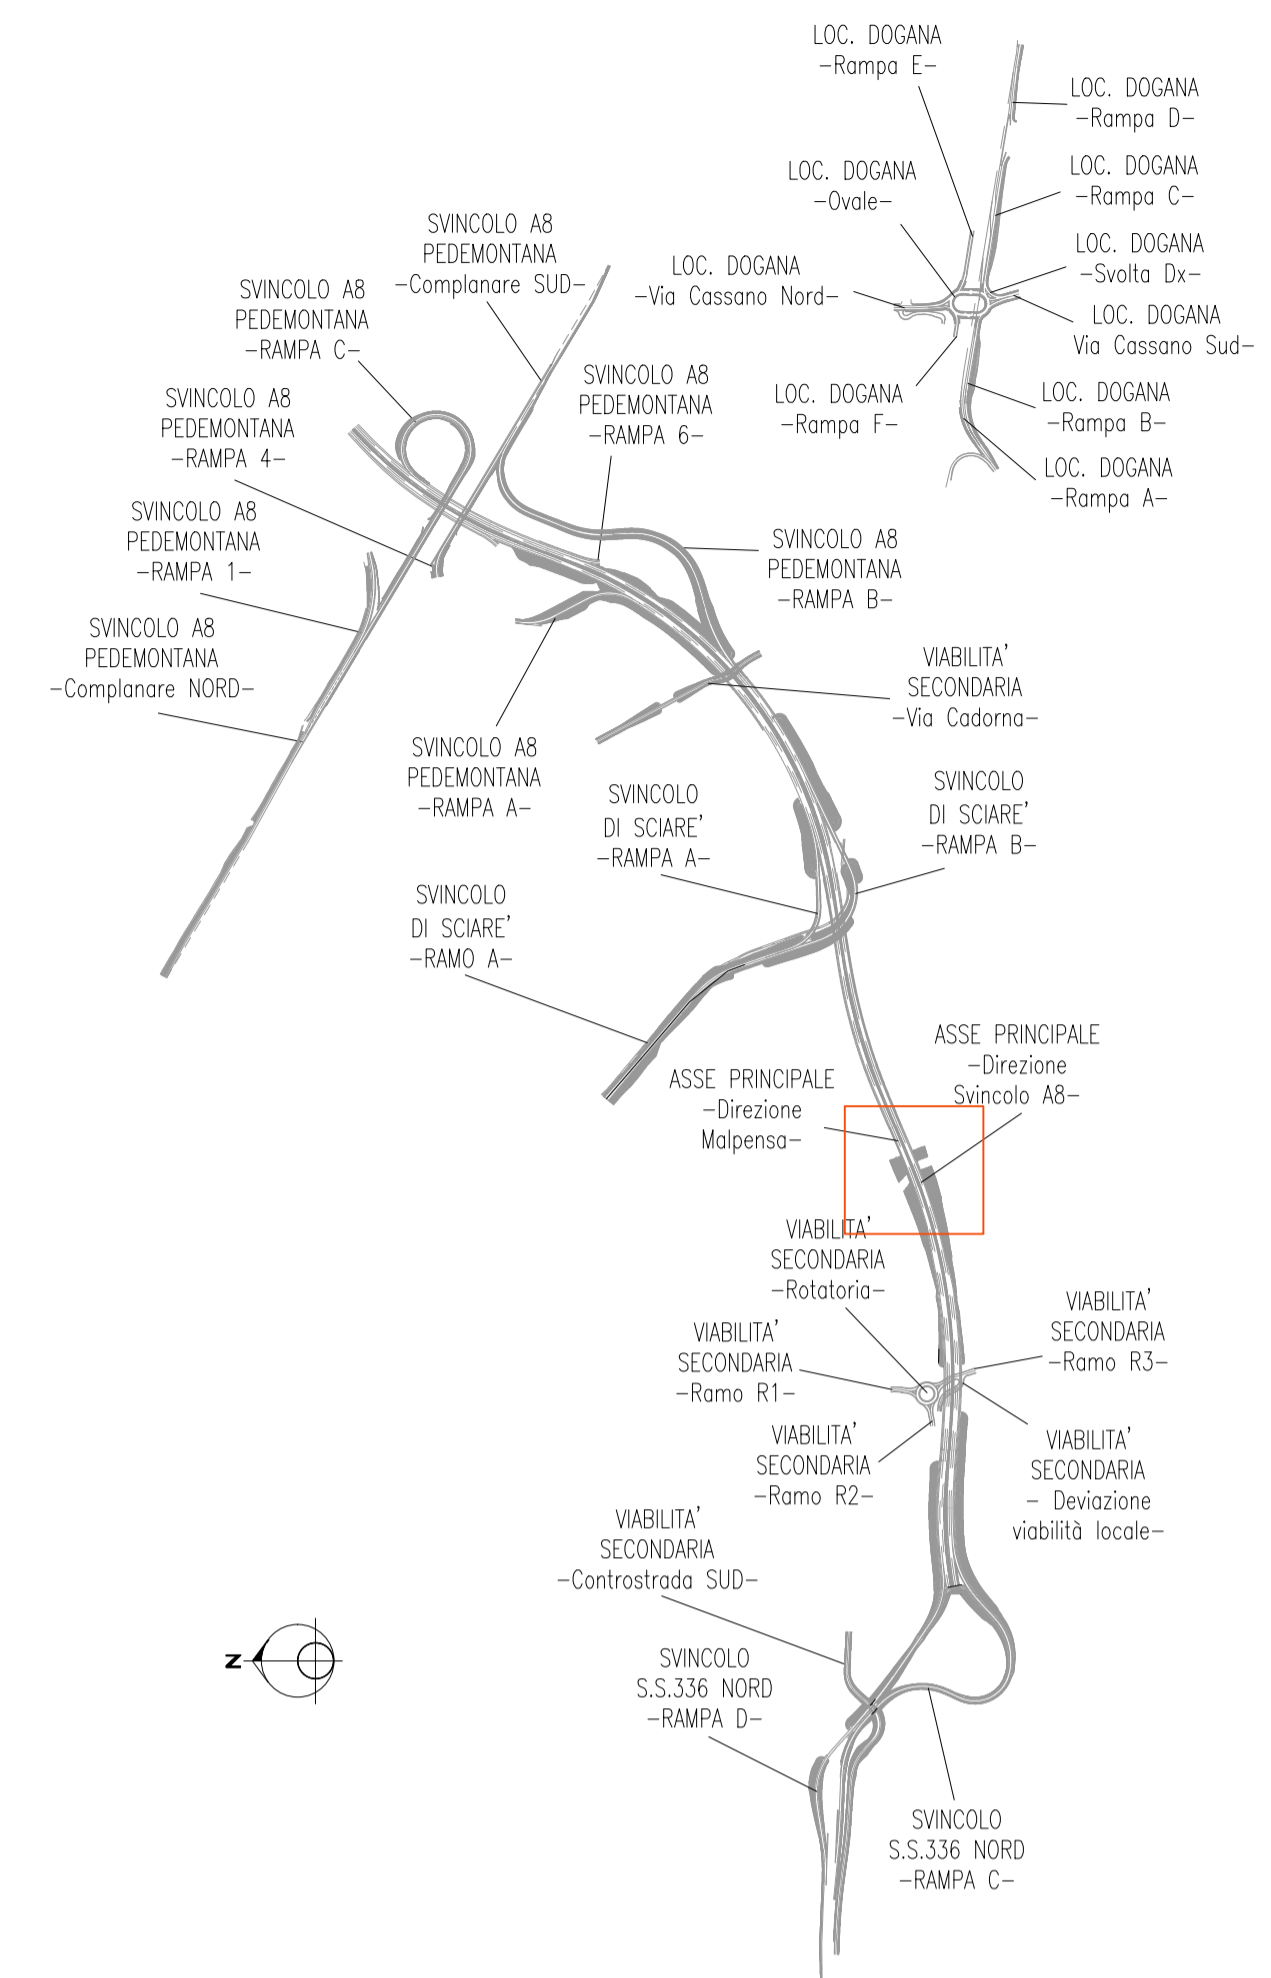 LOC. DOGANA
-Rampa E-
LOC. DOGANA
-Rampa D-
LOC. DOGANA
-Ovale-
LOC. DOGANA
-Rampa C-
SVINCOLO A8
PEDEMONTANA
-Complanare SUD-
LOC. DOGANA
-Svolta Dx-
LOC. DOGANA
-Via Cassano Nord-
SVINCOLO A8
PEDEMONTANA
-RAMPA C-
LOC. DOGANA
Via Cassano Sud-
SVINCOLO A8
PEDEMONTANA
-RAMPA 6-
LOC. DOGANA
-Rampa F-
LOC. DOGANA
-Rampa B-
SVINCOLO A8
PEDEMONTANA
-RAMPA 4-
LOC. DOGANA
-Rampa A-
SVINCOLO A8
PEDEMONTANA
-RAMPA 1-
SVINCOLO A8
PEDEMONTANA
-RAMPA B-
SVINCOLO A8
PEDEMONTANA
-Complanare NORD-
VIABILITA'
SECONDARIA
-Via Cadorna-
SVINCOLO A8
PEDEMONTANA
-RAMPA A-
SVINCOLO
DI SCIARE'
-RAMPA A-
SVINCOLO
DI SCIARE'
-RAMPA B-
SVINCOLO
DI SCIARE'
-RAMO A-
ASSE PRINCIPALE
-Direzione
Svincolo A8-
ASSE PRINCIPALE
-Direzione
Malpensa-
VIABILITA'
SECONDARIA
-Rotatoria-
VIABILITA'
SECONDARIA
-Ramo R3-
VIABILITA'
SECONDARIA
-Ramo R1-
VIABILITA'
SECONDARIA
-Ramo R2-
VIABILITA'
SECONDARIA
- Deviazione
viabilità locale-
VIABILITA'
SECONDARIA
-Controstrada SUD-
N
SVINCOLO
S.S.336 NORD
-RAMPA D-
SVINCOLO
S.S.336 NORD
-RAMPA C-